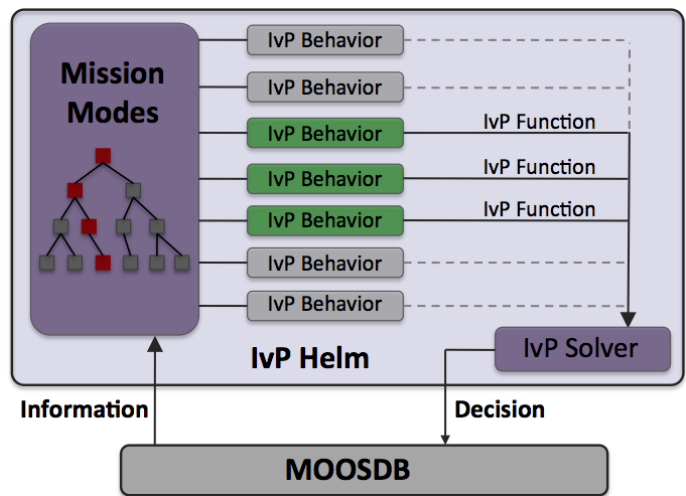 Mission
Modes
IvP Behavior
IvP Behavior
IvP Behavior
IvP Function
IvP Behavior
IvP Function
IvP Behavior
IvP Function
IvP Behavior
IvP Behavior
IvP Helm
IvP Solver
Information
Decision
MOOSDB